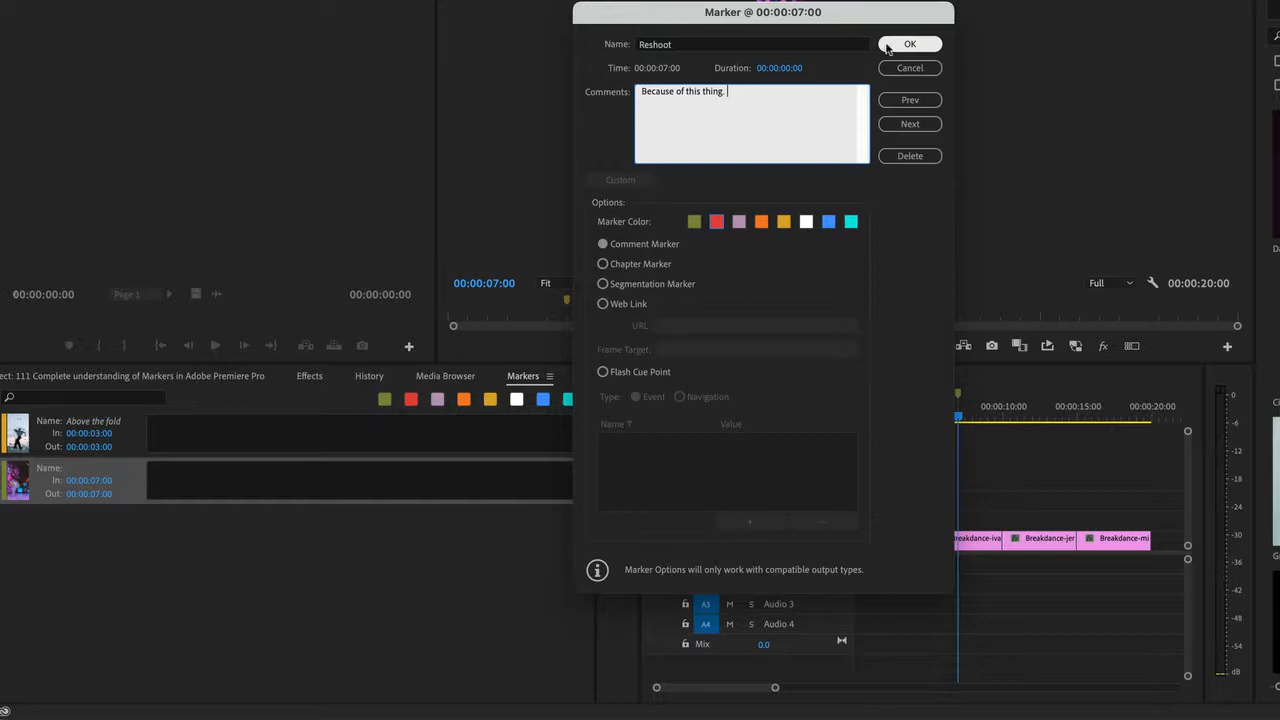 Marker @ 00:00:07:00
Name: Reshoot
OK
Time: 00:00:07:00 Duration: 00:00:00:00
Cancel
Comments: Because of this thing.
Prev
Next
Delete
Custom
Options:
Marker Color:
Comment Marker
Chapter Marker
Segmentation Marker
Web Link
URL
Frame Target:
Flash Cue Point
Type: Event Navigation
Name Value
Marker Options will only work with compatible output types.
00:00:00:00 Page 1 00:00:00:00
00:00:07:00 Fit Full 00:00:20:00
ect: 111 Complete understanding of Markers in Adobe Premiere Pro Effects History Media Browser Markers
Name: Above the fold
In: 00:00:03:00
Out: 00:00:03:00
Name:
In: 00:00:07:00
Out: 00:00:07:00
00:00:10:00 00:00:15:00 00:00:20:00
reakdance-iva Breakdance-jer Breakdance-mi
A3 M S Audio 3
A4 M S Audio 4
Mix 0.0
0
-6
-12
-18
-24
-30
-36
-42
-48
-54
dB